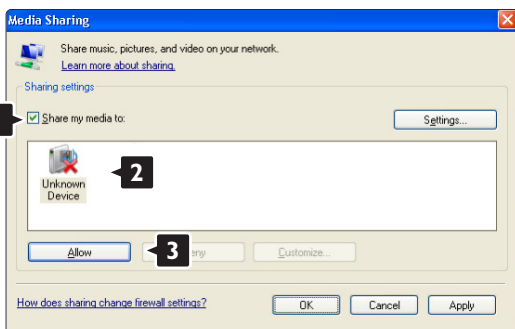 Media Sharing
Share music, pictures, and video on your network.
Learn more about sharing.
Sharing settings
Share my media to:
Settings...
2
Unknown
Device
Allow
3
eny
Customize...
How does sharing change firewall settings?
OK
Cancel
Apply